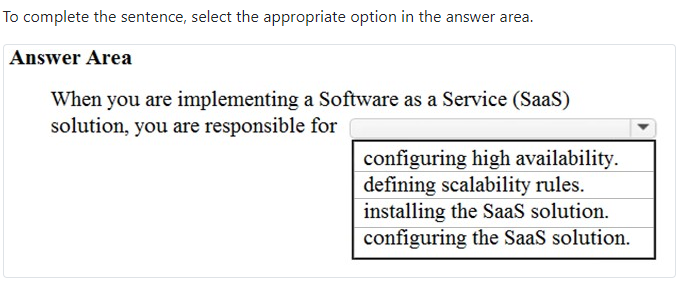 To complete the sentence, select the appropriate option in the answer area.
Answer Area
When you are implementing a Software as a Service (SaaS)
solution, you are responsible for
configuring high availability.
defining scalability rules.
installing the SaaS solution.
configuring the SaaS solution.